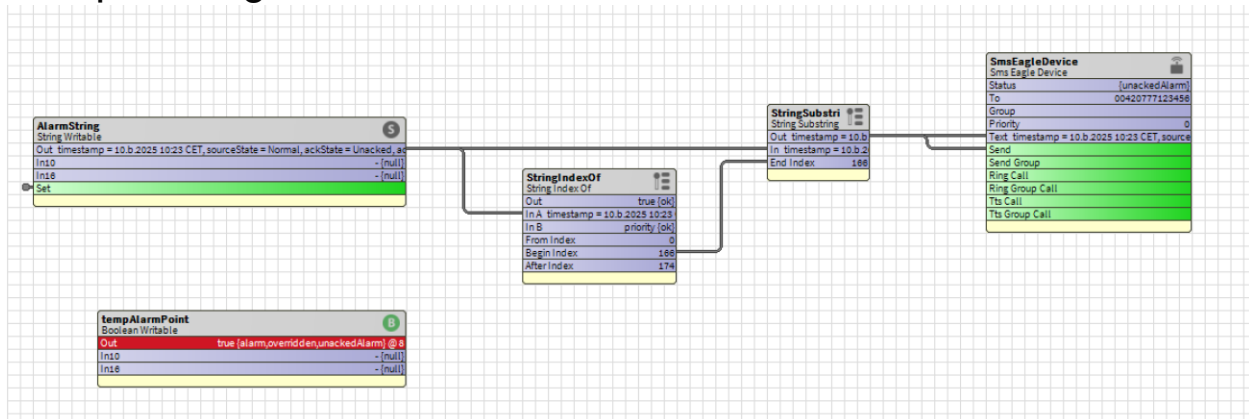 AlarmString
String Writable
S
Out timestamp = 10.b.2025 10:23 CET, sourceState = Normal, ackState = Unacked, ac
In10 - {null}
In16 - {null}
Set
tempAlarmPoint
Boolean Writable
B
Out true {alarm,overridden,unackedAlarm} @ 8
In10 - {null}
In16 - {null}
StringIndexOf
String Index Of
Out true {ok}
In A timestamp = 10.b.2025 10:23
In B priority {ok}
From Index 0
Begin Index 166
After Index 174
StringSubstri
String Substring
Out timestamp = 10.b
In timestamp = 10.b.2
End Index 166
SmsEagleDevice
Sms Eagle Device
Status {unackedAlarm}
To 00420777123456
Group
Priority 0
Text timestamp = 10.b.2025 10:23 CET, source
Send
Send Group
Ring Call
Ring Group Call
Tts Call
Tts Group Call